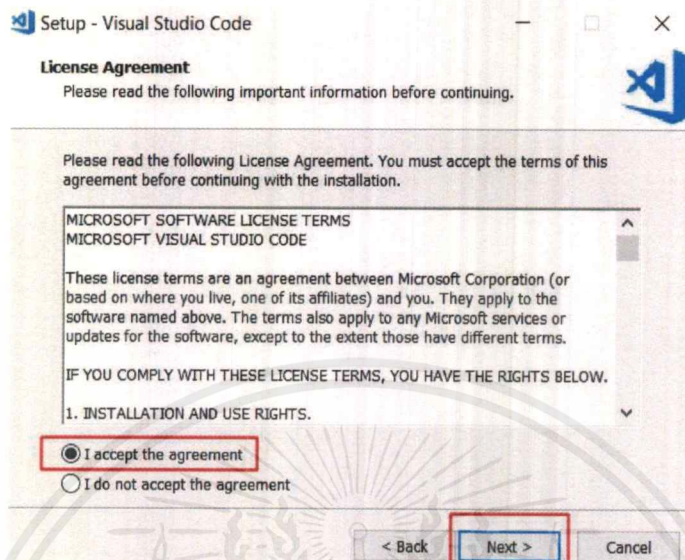 Setup - Visual Studio Code
License Agreement
Please read the following important information before continuing.
Please read the following License Agreement. You must accept the terms of this
agreement before continuing with the installation.
MICROSOFT SOFTWARE LICENSE TERMS
MICROSOFT VISUAL STUDIO CODE
These license terms are an agreement between Microsoft Corporation (or
based on where you live, one of its affiliates) and you. They apply to the
software named above. The terms also apply to any Microsoft services or
updates for the software, except to the extent those have different terms.
IF YOU COMPLY WITH THESE LICENSE TERMS, YOU HAVE THE RIGHTS BELOW.
1. INSTALLATION AND USE RIGHTS.
I accept the agreement
I do not accept the agreement
< Back Next > Cancel